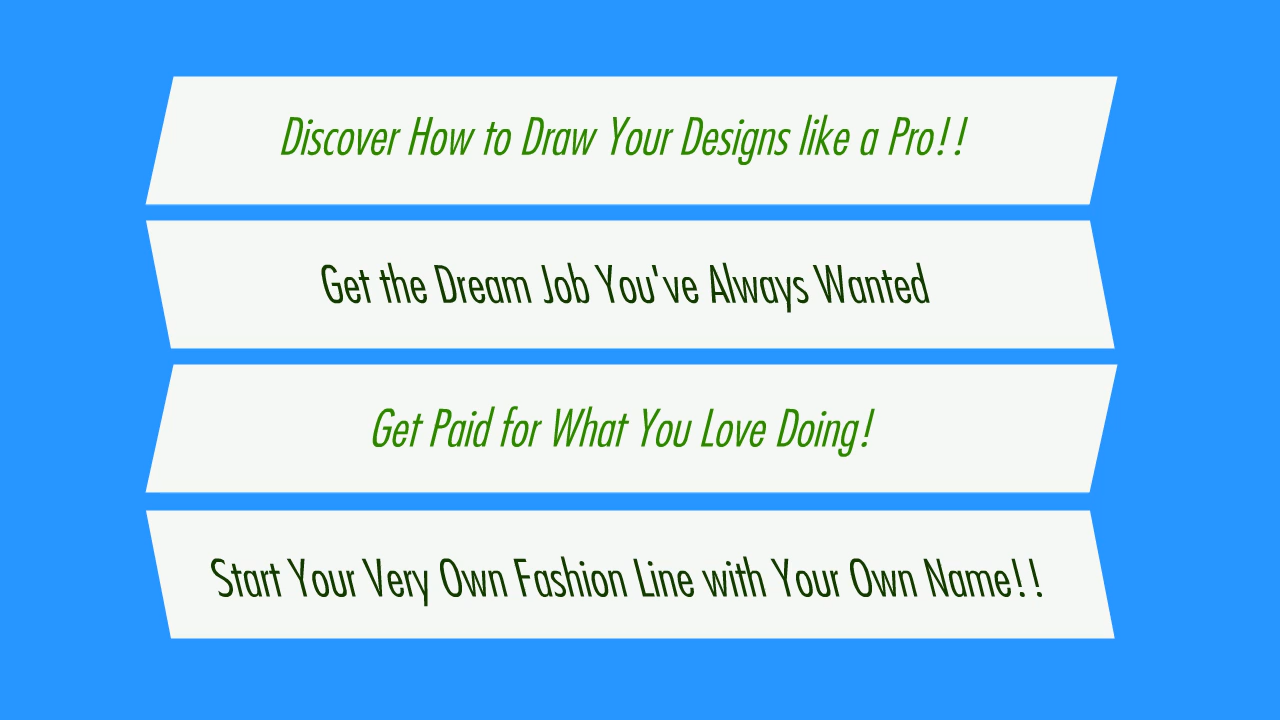 Discover How to Draw Your Designs like a Pro!!
Get the Dream Job You've Always Wanted
Get Paid for What You Love Doing!
Start Your Very Own Fashion Line with Your Own Name!!